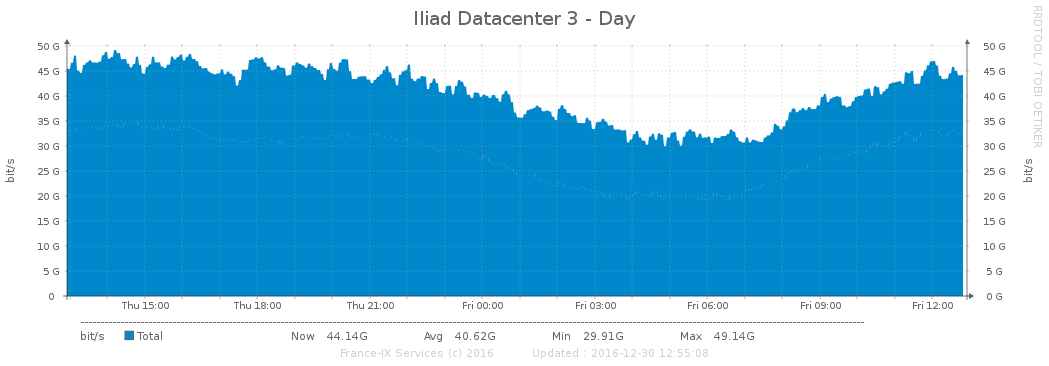 Iliad Datacenter 3 - Day
RRDTOOL / TOBI OETIKER
bit/s
50 G 50 G
45 G 45 G
40 G 40 G
35 G 35 G
30 G 30 G
25 G 25 G
20 G 20 G
15 G 15 G
10 G 10 G
5 G 5 G
0 0 G
bit/s
Thu 15:00 Thu 18:00 Thu 21:00 Fri 00:00 Fri 03:00 Fri 06:00 Fri 09:00 Fri 12:00
bit/s Total Now 44.14G Avg 40.62G Min 29.91G Max 49.14G
France-IX Services (c) 2016 Updated : 2016-12-30 12:55:08